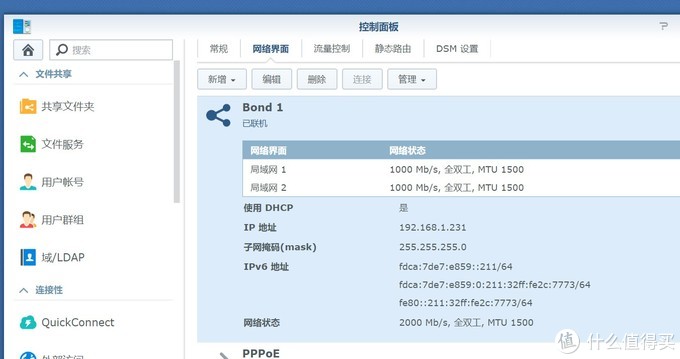 控制面板
搜索
常规 网络界面 流量控制 静态路由 DSM 设置
文件共享
共享文件夹
文件服务
用户帐号
用户群组
域/LDAP
连接性
QuickConnect
外部访问
新增 编辑 删除 连接 管理
Bond 1
已联机
网络界面 网络状态
局域网 1 1000 Mb/s, 全双工, MTU 1500
局域网 2 1000 Mb/s, 全双工, MTU 1500
使用 DHCP 是
IP 地址 192.168.1.231
子网掩码(mask) 255.255.255.0
IPv6 地址 fdca:7de7:e859::211/64
fdca:7de7:e859:0:211:32ff:fe2c:7773/64
fe80::211:32ff:fe2c:7773/64
网络状态 2000 Mb/s, 全双工, MTU 1500
PPPoE
值 什么值得买